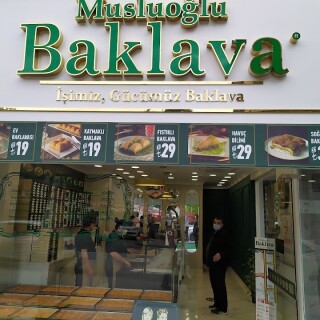 Musluoğlu
Baklava
İşimiz, Gücümüz Baklava
EV
BAKLAVASI
₺19
KAYMAKLI
BAKLAVA
₺19
FISTIKLI
BAKLAVA
₺29
HAVUÇ
DİLİMİ
₺29
Baklava